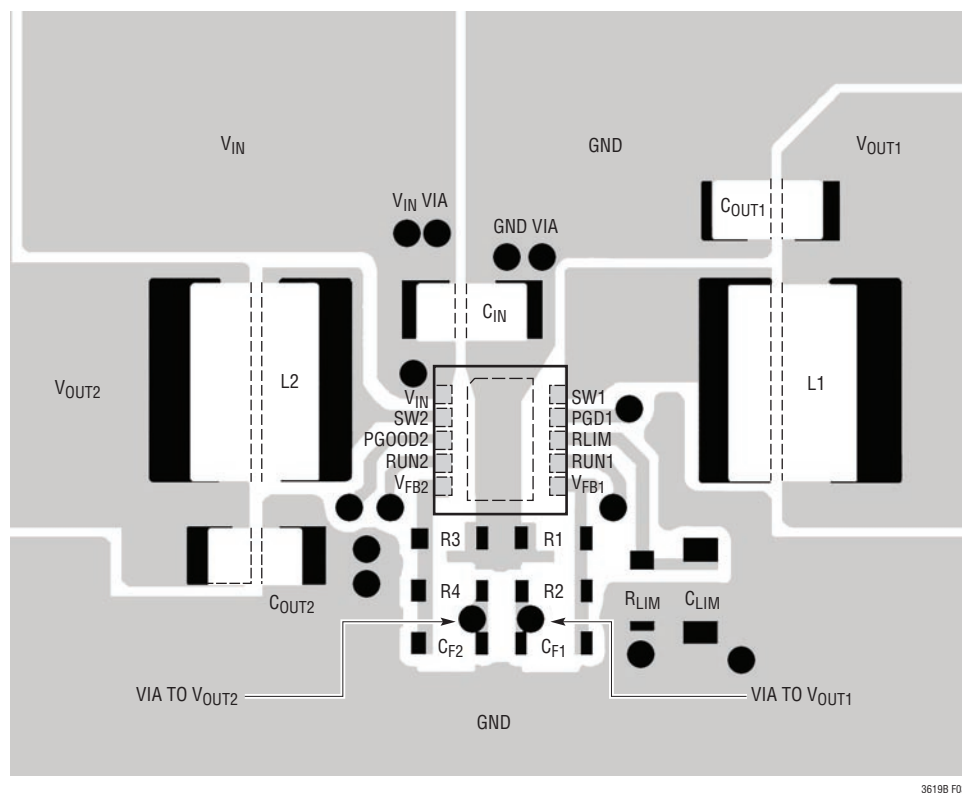 VIN
GND
VOUT1
COUT1
VIN VIA
GND VIA
CIN
L2
L1
VOUT2
VIN
SW1
SW2
PGD1
PGOOD2
RLIM
RUN2
RUN1
VFB2
VFB1
R3
R1
R4
R2
COUT2
RLIM
CLIM
CF2
CF1
VIA TO VOUT2
VIA TO VOUT1
GND
3619B F0